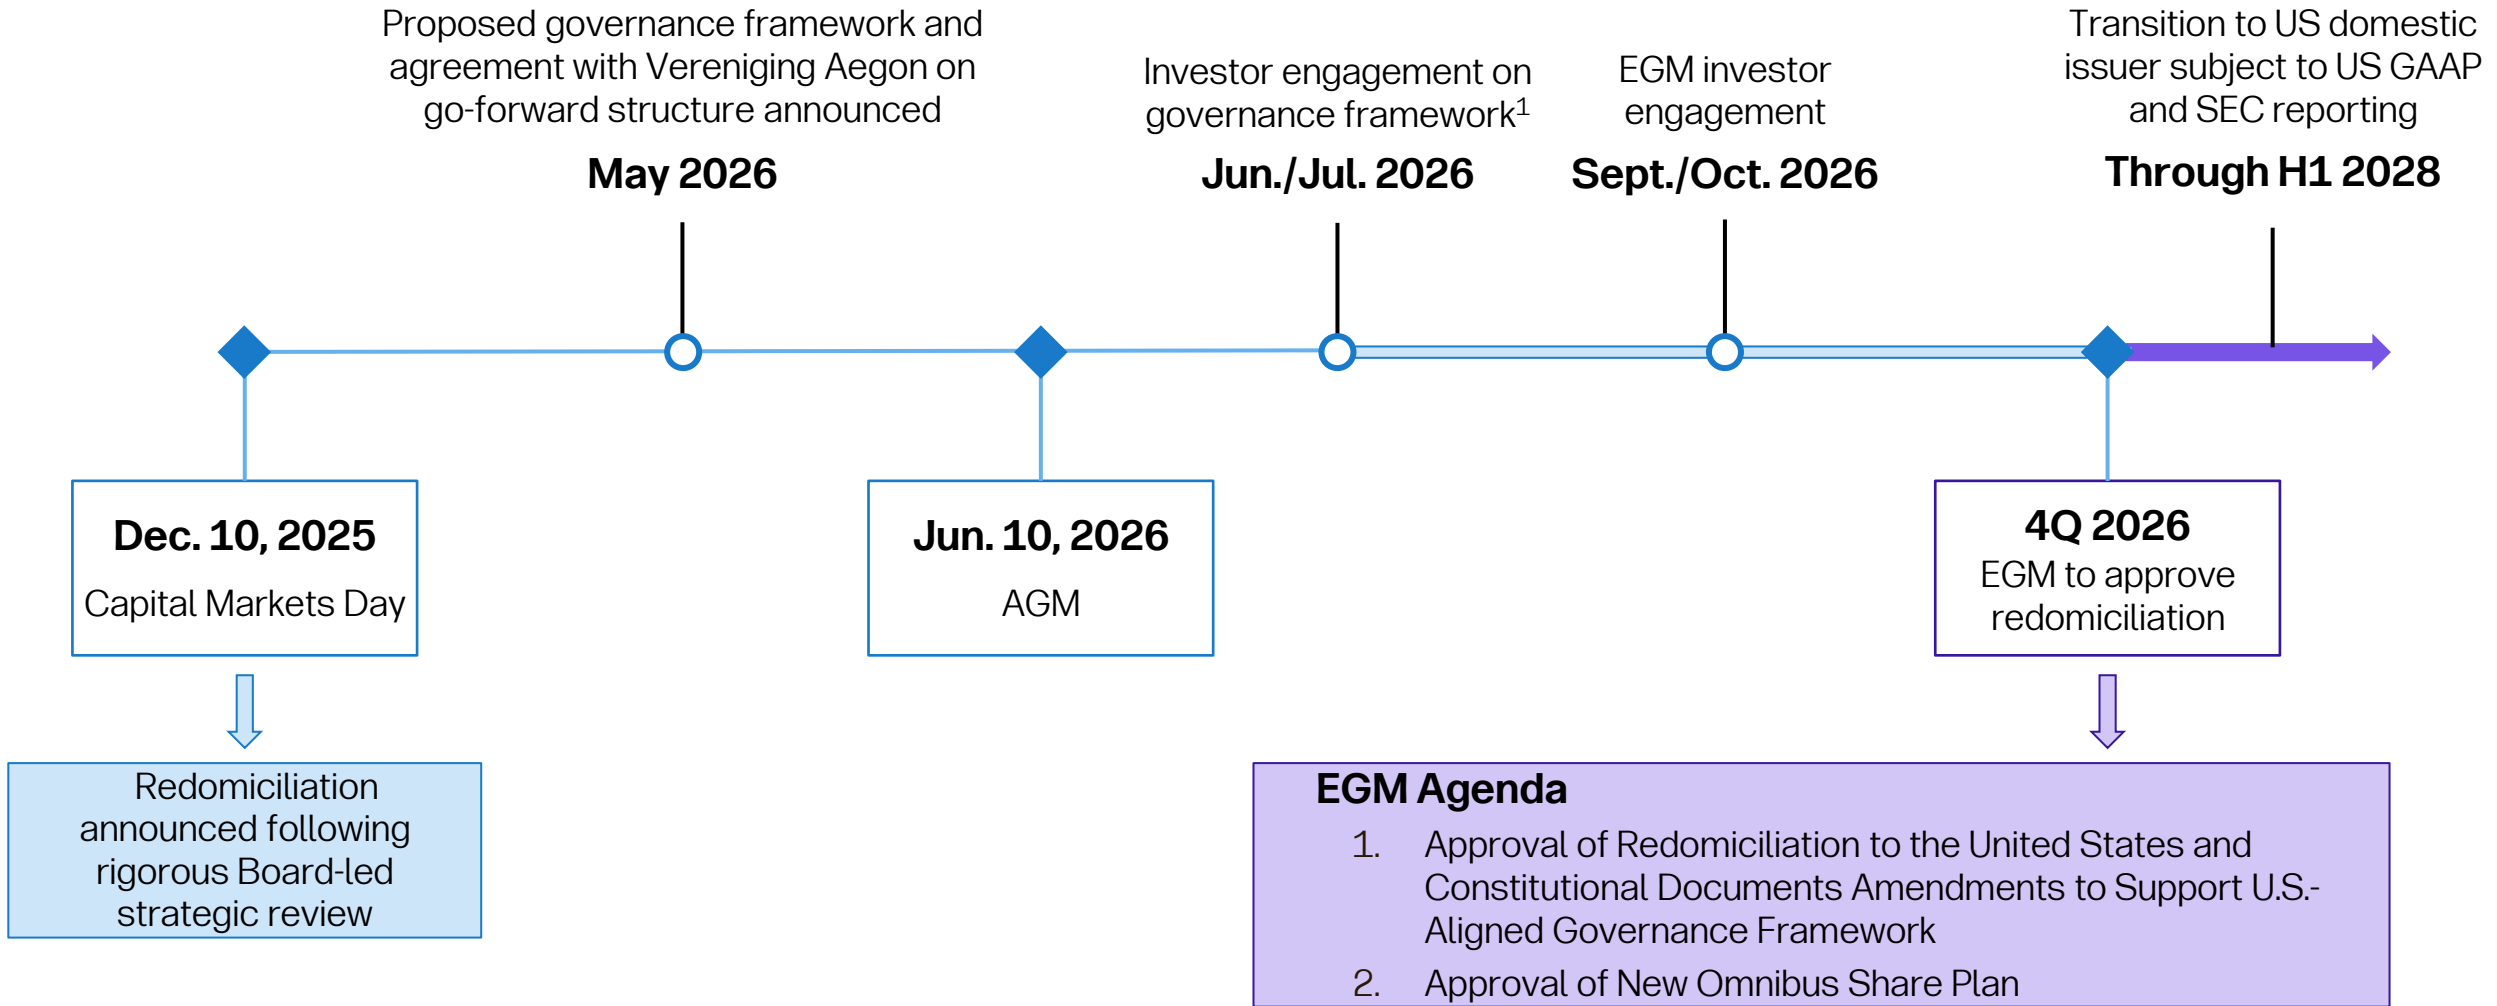 Proposed governance framework and
agreement with Vereniging Aegon on
go-forward structure announced
May 2026
Investor engagement on
governance framework1
Jun./Jul. 2026
EGM investor
engagement
Sept./Oct. 2026
Transition to US domestic
issuer subject to US GAAP
and SEC reporting
Through H1 2028
Dec. 10, 2025
Capital Markets Day
Jun. 10, 2026
AGM
4Q 2026
EGM to approve
redomiciliation
Redomiciliation
announced following
rigorous Board-led
strategic review
EGM Agenda
1. Approval of Redomiciliation to the United States and
Constitutional Documents Amendments to Support U.S.-
Aligned Governance Framework
2. Approval of New Omnibus Share Plan